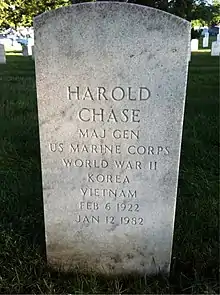 HAROLD
CHASE
MAJ GEN
US MARINE CORPS
WORLD WAR II
KOREA
VIETNAM
FEB 6 1922
JAN 12 1982